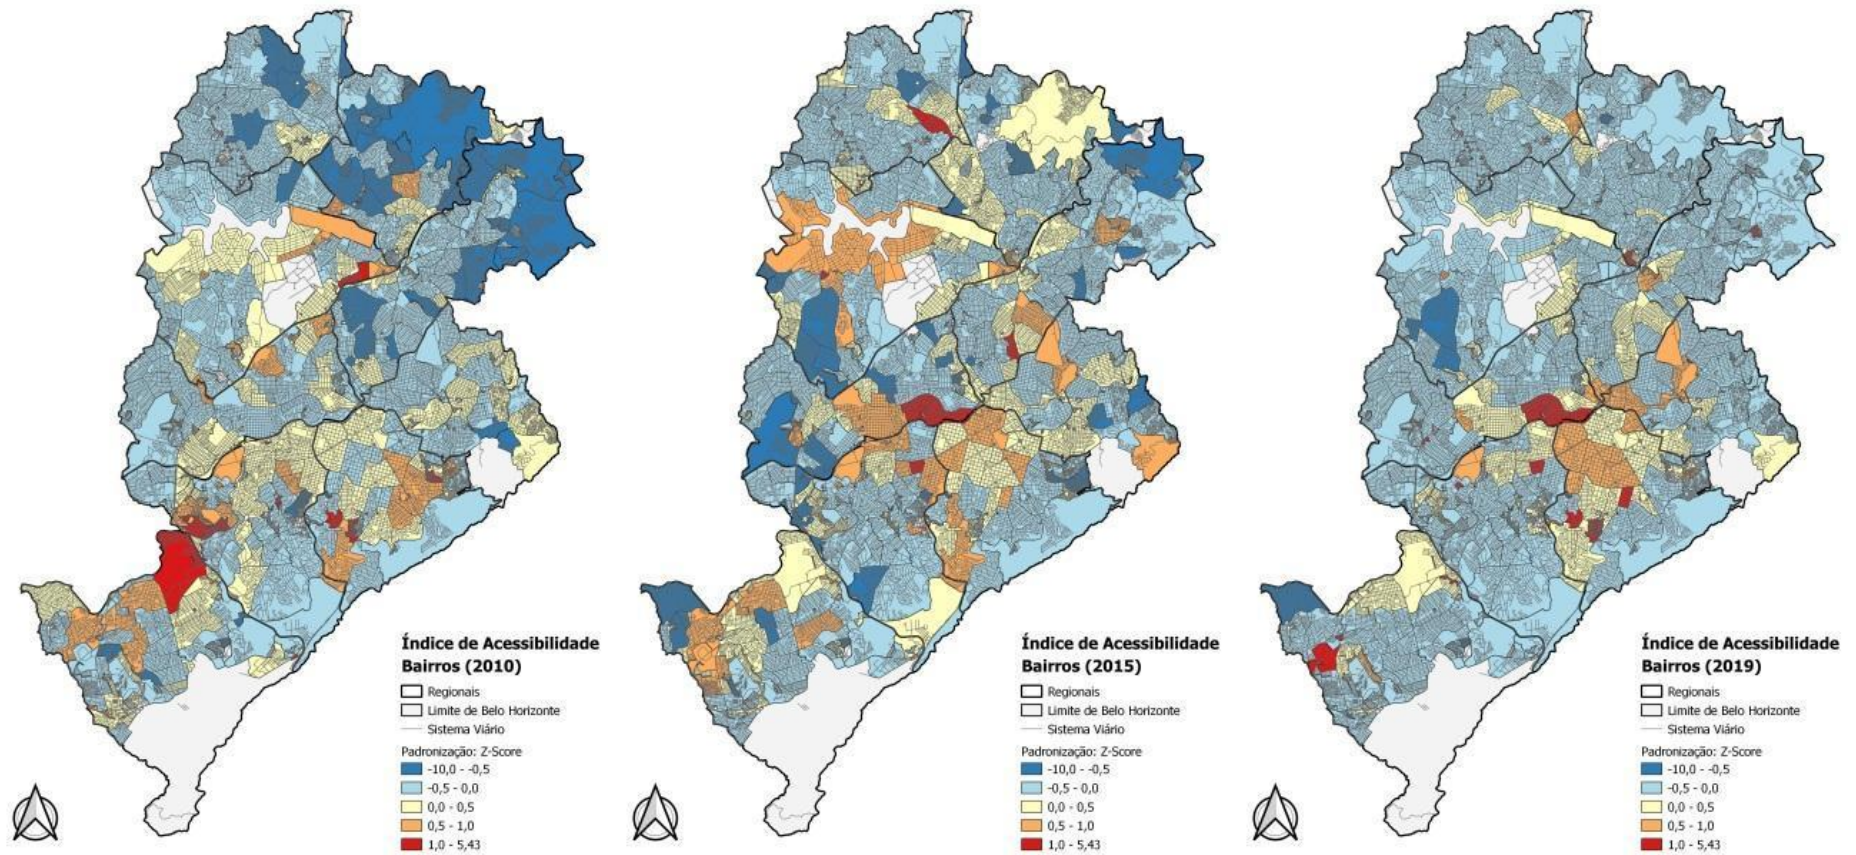 Índice de Acessibilidade
Bairros (2010)
Regionais
Limite de Belo Horizonte
Sistema Viário
Padronização: Z-Score
-10,0 - -0,5
-0,5 - 0,0
0,0 - 0,5
0,5 - 1,0
1,0 - 5,43
Índice de Acessibilidade
Bairros (2015)
Regionais
Limite de Belo Horizonte
Sistema Viário
Padronização: Z-Score
-10,0 - -0,5
-0,5 - 0,0
0,0 - 0,5
0,5 - 1,0
1,0 - 5,43
Índice de Acessibilidade
Bairros (2019)
Regionais
Limite de Belo Horizonte
Sistema Viário
Padronização: Z-Score
-10,0 - -0,5
-0,5 - 0,0
0,0 - 0,5
0,5 - 1,0
1,0 - 5,43